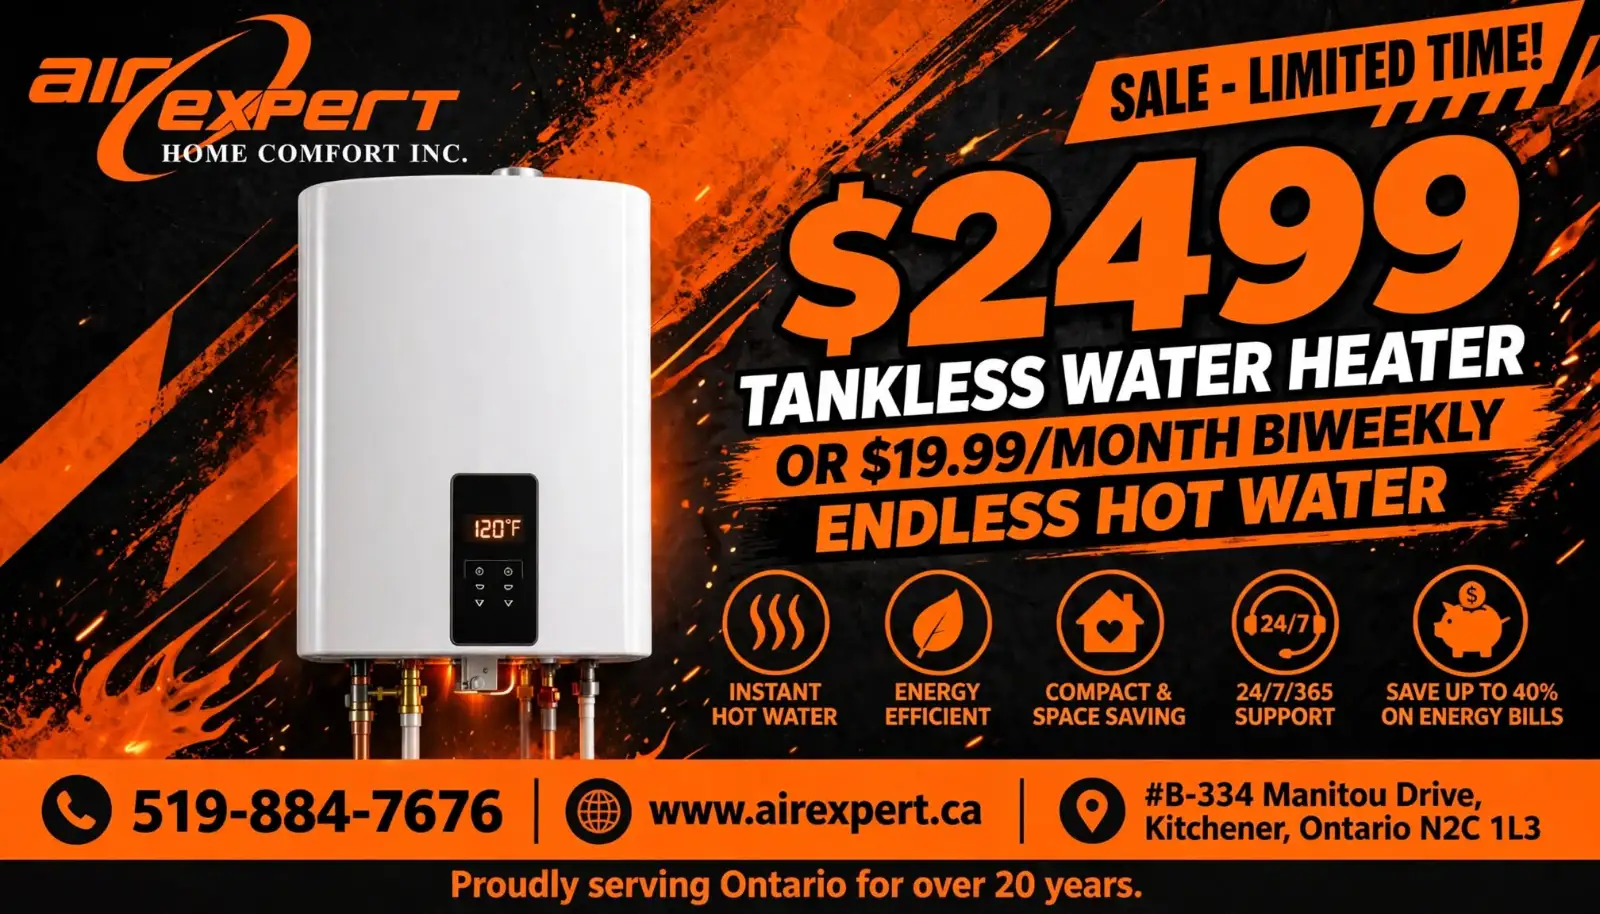 air expert
HOME COMFORT INC.
SALE - LIMITED TIME!
$2499
TANKLESS WATER HEATER
OR $19.99/MONTH BIWEEKLY
ENDLESS HOT WATER
120°F
INSTANT
HOT WATER
ENERGY
EFFICIENT
COMPACT &
SPACE SAVING
24/7
24/7/365
SUPPORT
$
SAVE UP TO 40%
ON ENERGY BILLS
519-884-7676
www.airexpert.ca
#B-334 Manitou Drive,
Kitchener, Ontario N2C 1L3
Proudly serving Ontario for over 20 years.